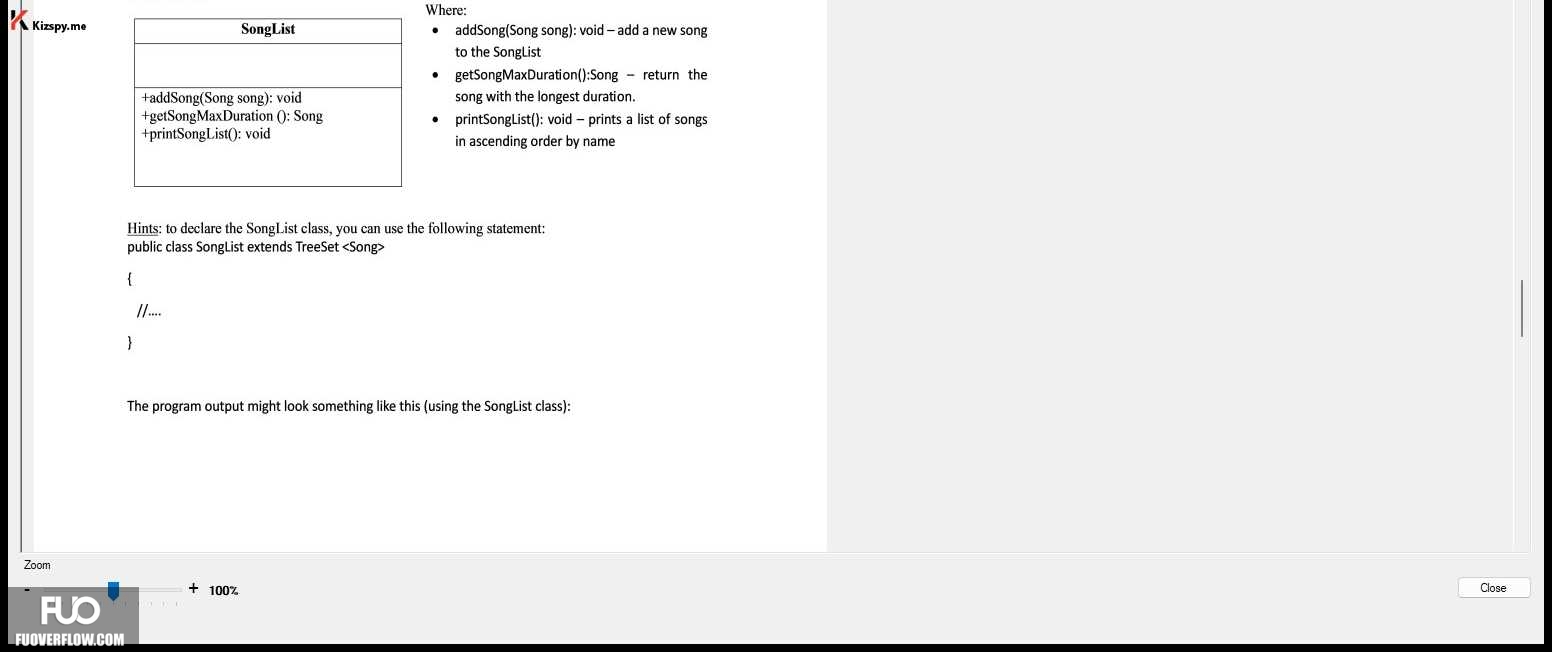 Kizspy.me
SongList
+addSong(Song song): void
+getSongMaxDuration (): Song
+printSongList(): void
Where:
• addSong(Song song): void – add a new song
to the SongList
• getSongMaxDuration():Song – return the
song with the longest duration.
• printSongList(): void – prints a list of songs
in ascending order by name
Hints: to declare the SongList class, you can use the following statement:
public class SongList extends TreeSet <Song>
{
//....
}
The program output might look something like this (using the SongList class):
Zoom
- + 100%
Close
FUO
FUOVERFLOW.COM